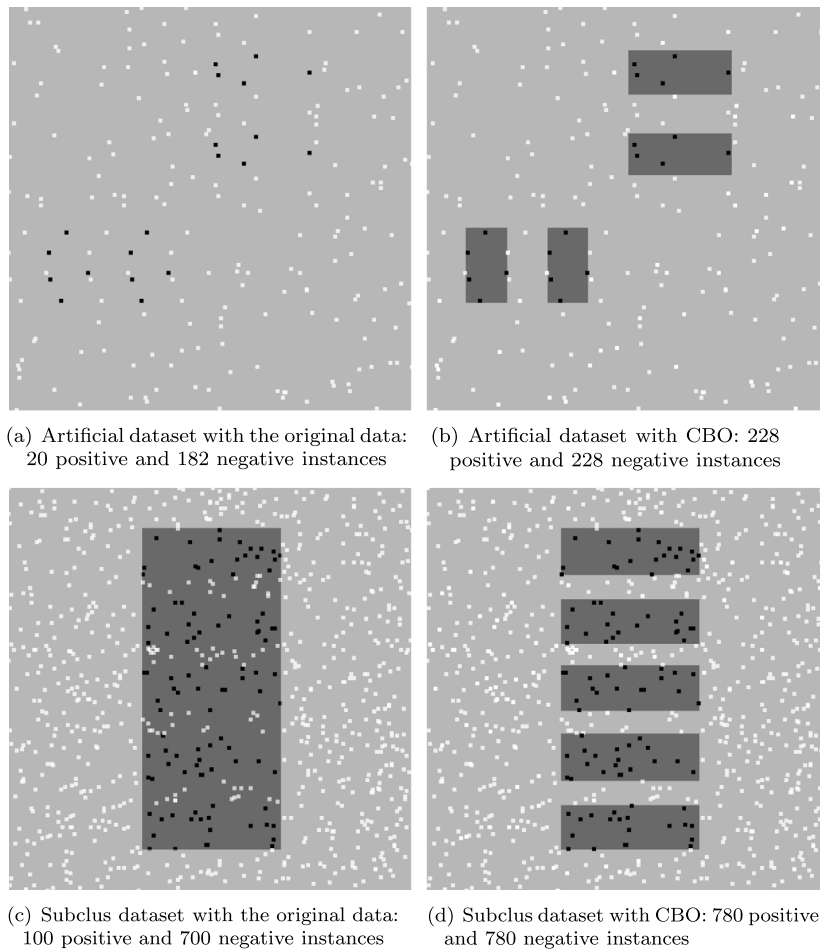 (a) Artificial dataset with the original data:
20 positive and 182 negative instances
(b) Artificial dataset with CBO: 228
positive and 228 negative instances
(c) Subclus dataset with the original data:
100 positive and 700 negative instances
(d) Subclus dataset with CBO: 780 positive
and 780 negative instances